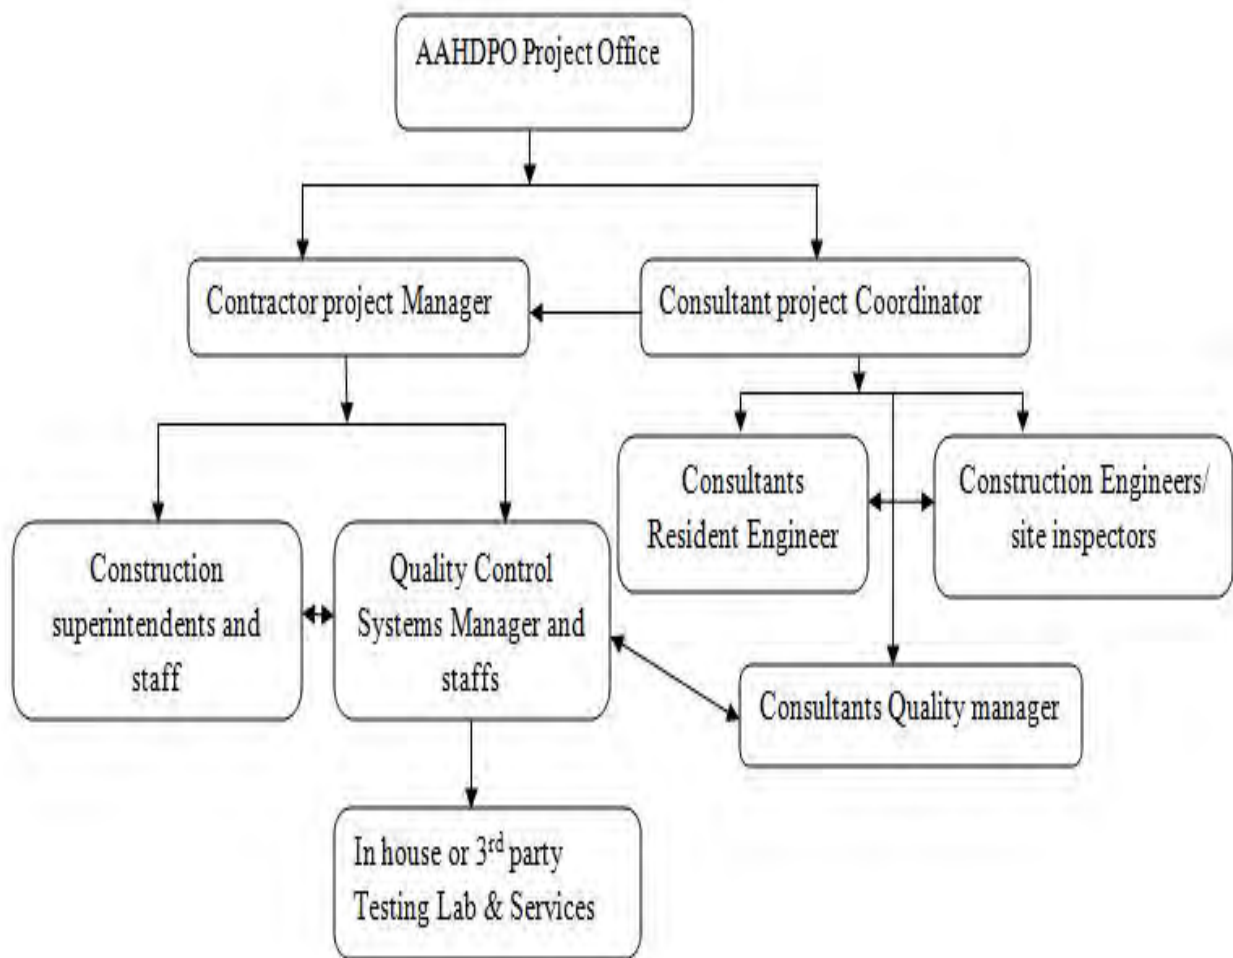 AAHDPO Project Office
Contractor project Manager
Consultant project Coordinator
Consultants
Resident Engineer
Construction Engineers/
site inspectors
Construction
superintendents and
staff
Quality Control
Systems Manager and
staffs
Consultants Quality manager
In house or 3rd party
Testing Lab & Services